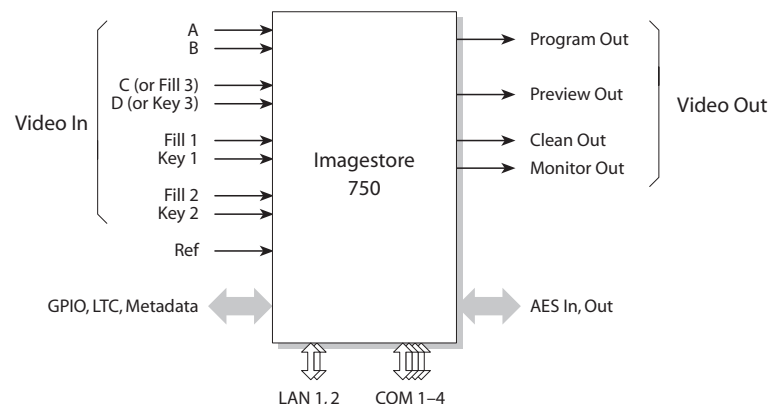 Video In
A
B
C (or Fill 3)
D (or Key 3)
Fill 1
Key 1
Fill 2
Key 2
Ref
GPIO, LTC, Metadata
Imagestore
750
Program Out
Preview Out
Clean Out
Monitor Out
Video Out
AES In, Out
LAN 1, 2
COM 1–4